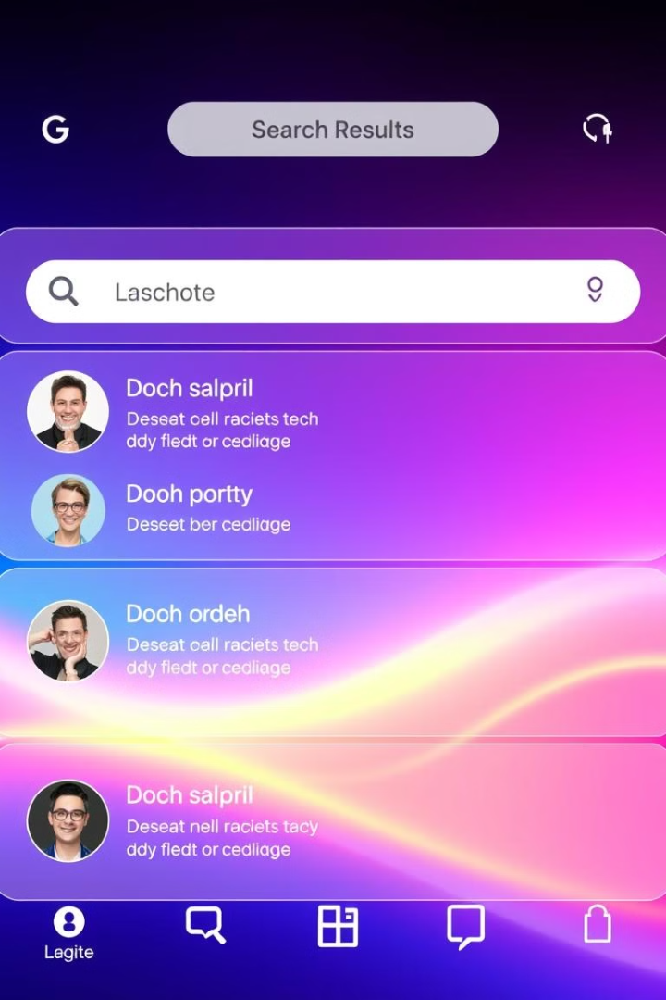 G
Search Results
Laschote
Doch salpril
Deseat cell raciets tech
ddy fledt or cedliage
Dooh portty
Deseet ber cedliage
Dooh ordeh
Deseat cell raciets tech
ddy fledt or cedliage
Doch salpril
Deseat nell raciets tacy
ddy fledt or cedliage
Lagite